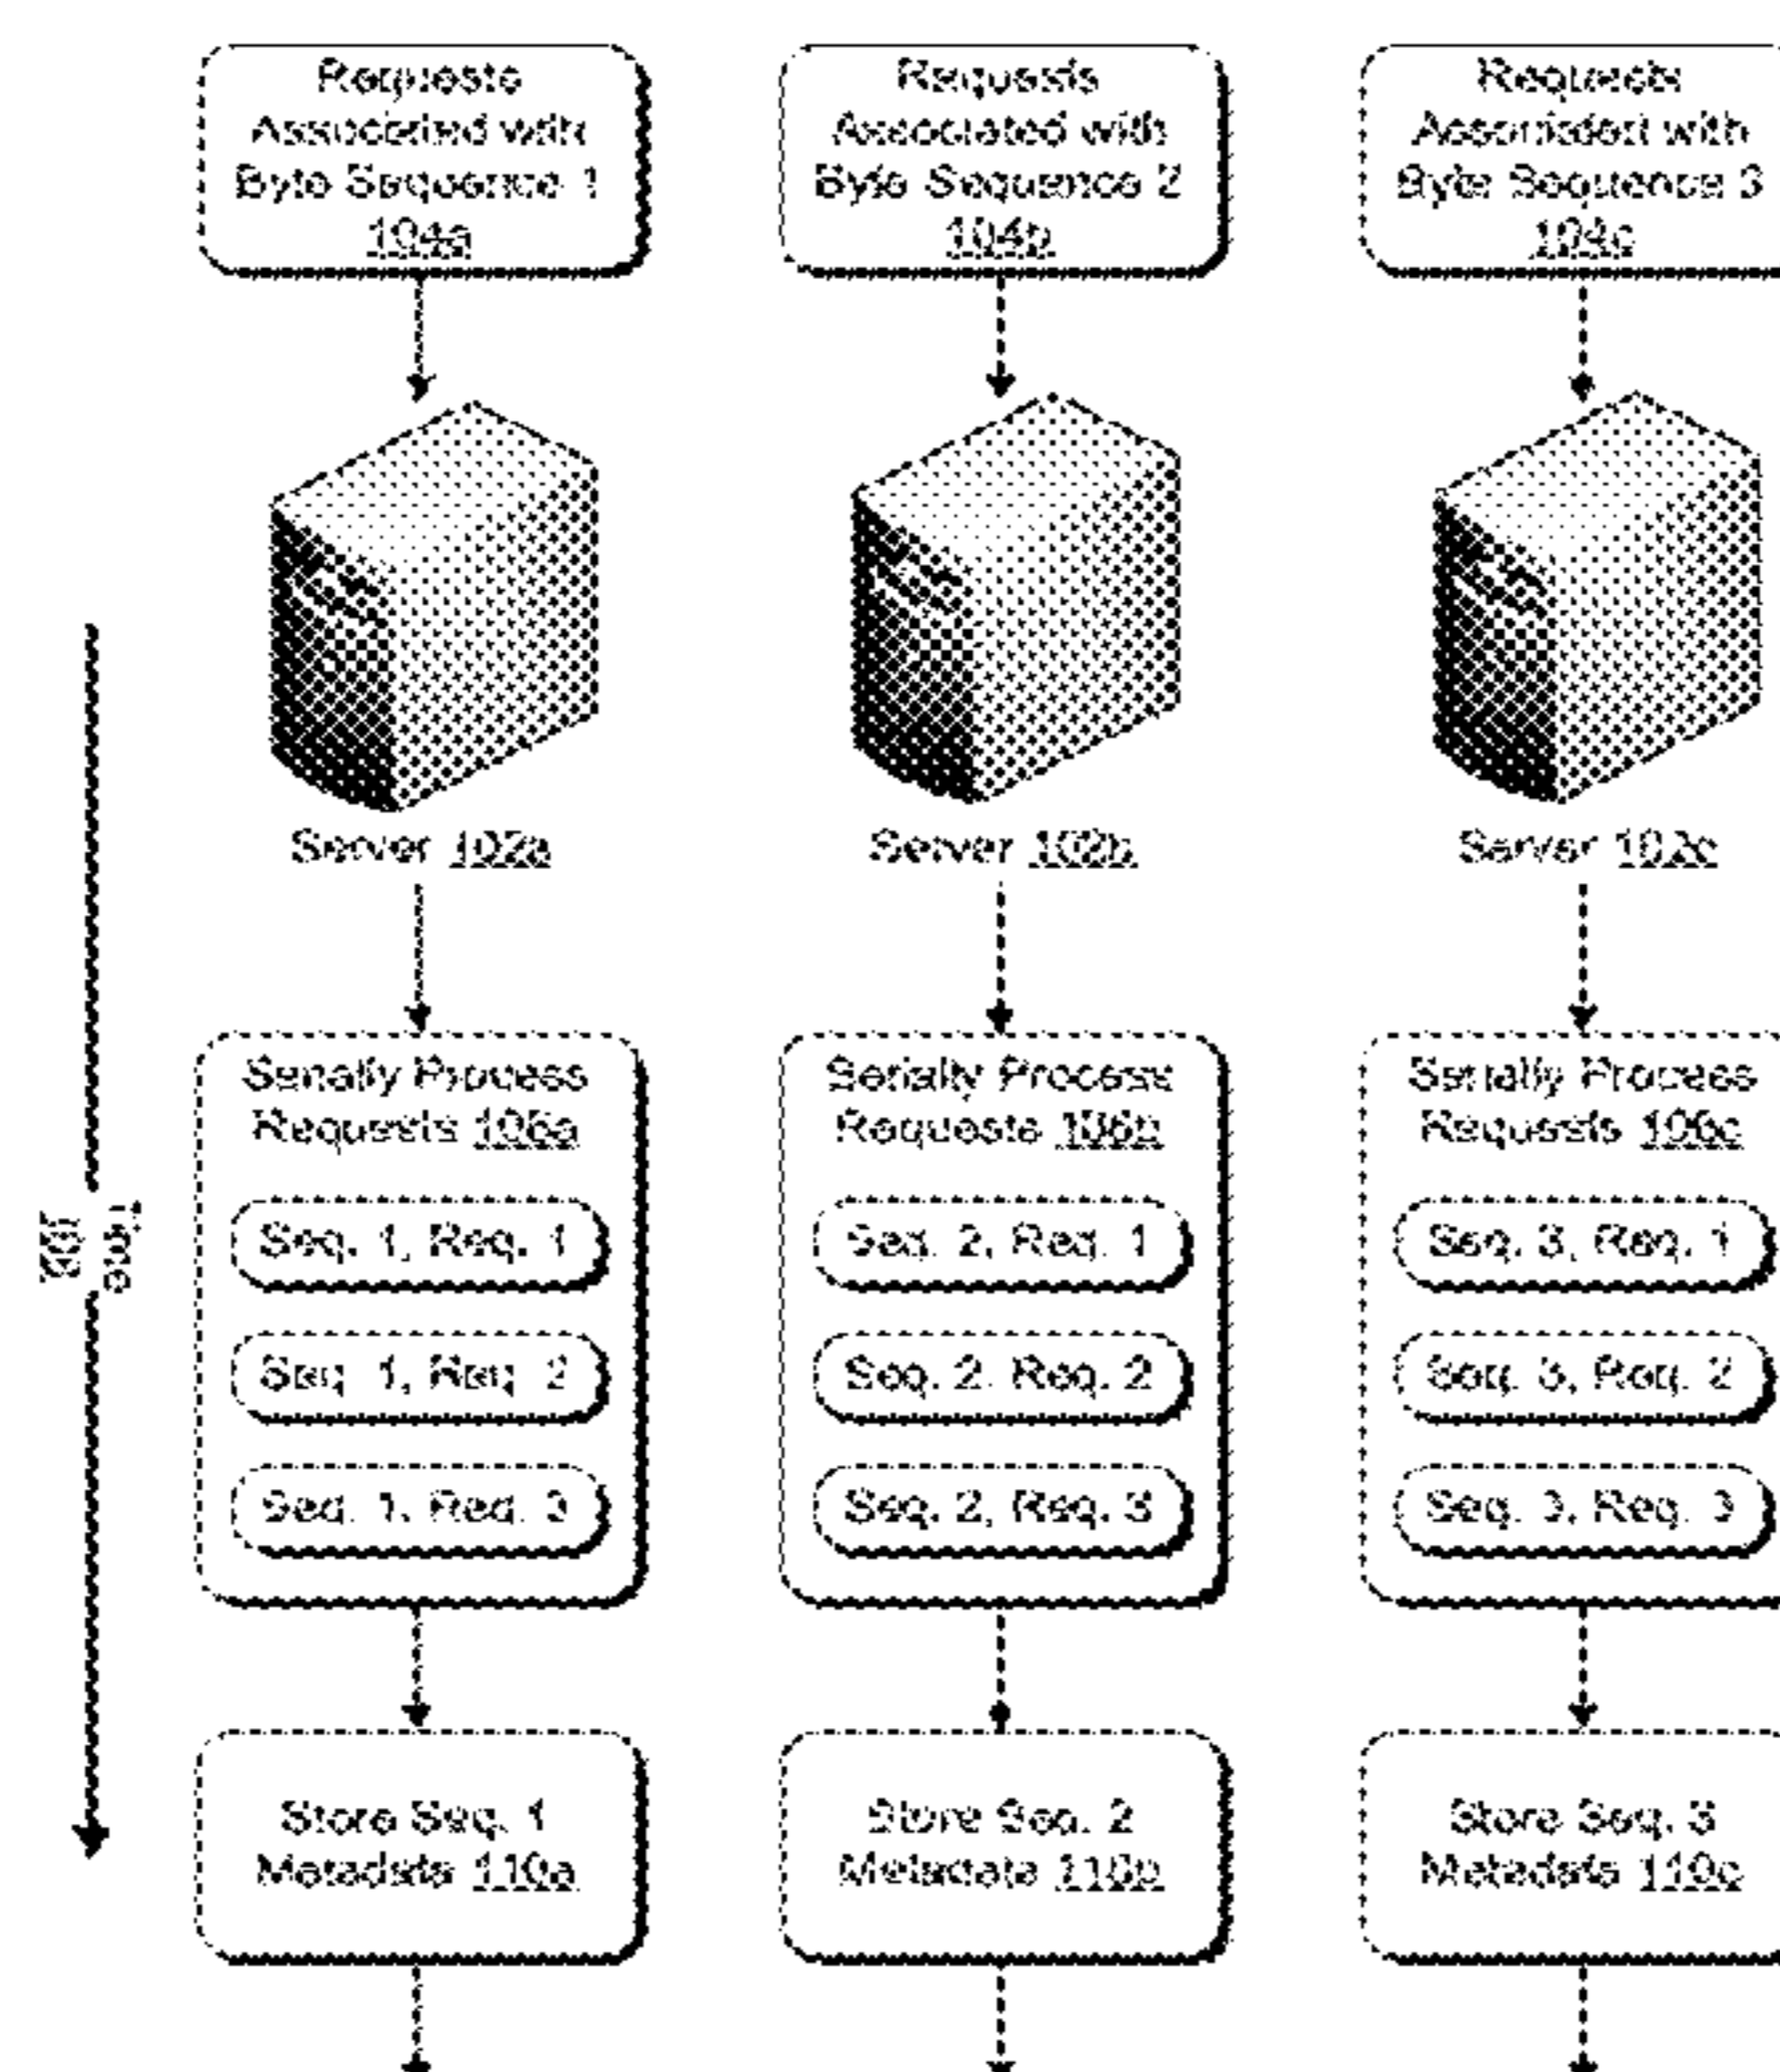 Requests
Associated with
Byte Sequence 1
104a
Requests
Associated with
Byte Sequence 2
104b
Requests
Associated with
Byte Sequence 3
104c
Server 102a
Server 102b
Server 102c
Serially Process
Requests 106a
Seq. 1, Req. 1
Seq. 1, Req. 2
Seq. 1, Req. 3
Serially Process
Requests 106b
Seq. 2, Req. 1
Seq. 2, Req. 2
Seq. 2, Req. 3
Serially Process
Requests 106c
Seq. 3, Req. 1
Seq. 3, Req. 2
Seq. 3, Req. 3
Time
Store Seq. 1
Metadata 110a
Store Seq. 2
Metadata 110b
Store Seq. 3
Metadata 110c